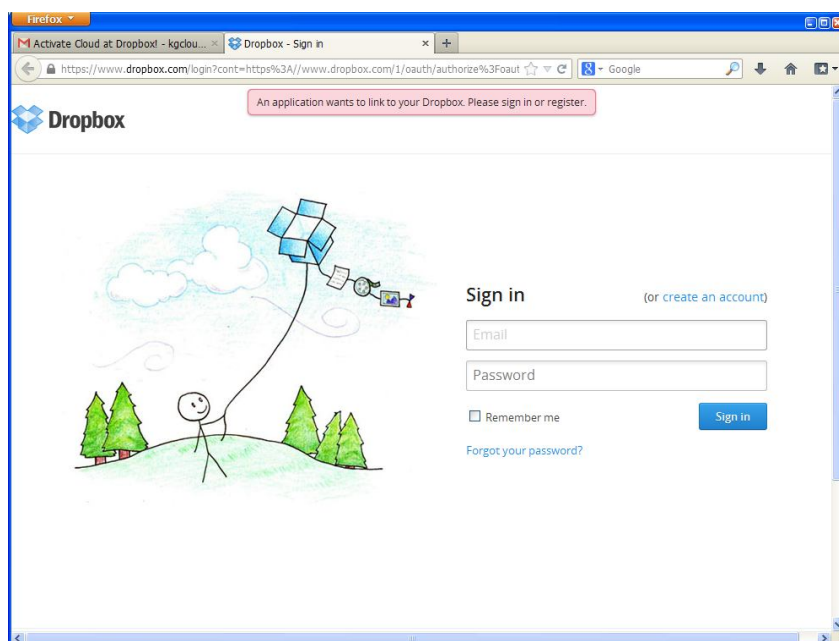 Firefox
Activate Cloud at Dropbox! - kgclou...
Dropbox - Sign in
https://www.dropbox.com/login?cont=https%3A//www.dropbox.com/1/oauth/authorize%3Foaut
Google
An application wants to link to your Dropbox. Please sign in or register.
Dropbox
Sign in
(or create an account)
Email
Password
Remember me
Sign in
Forgot your password?